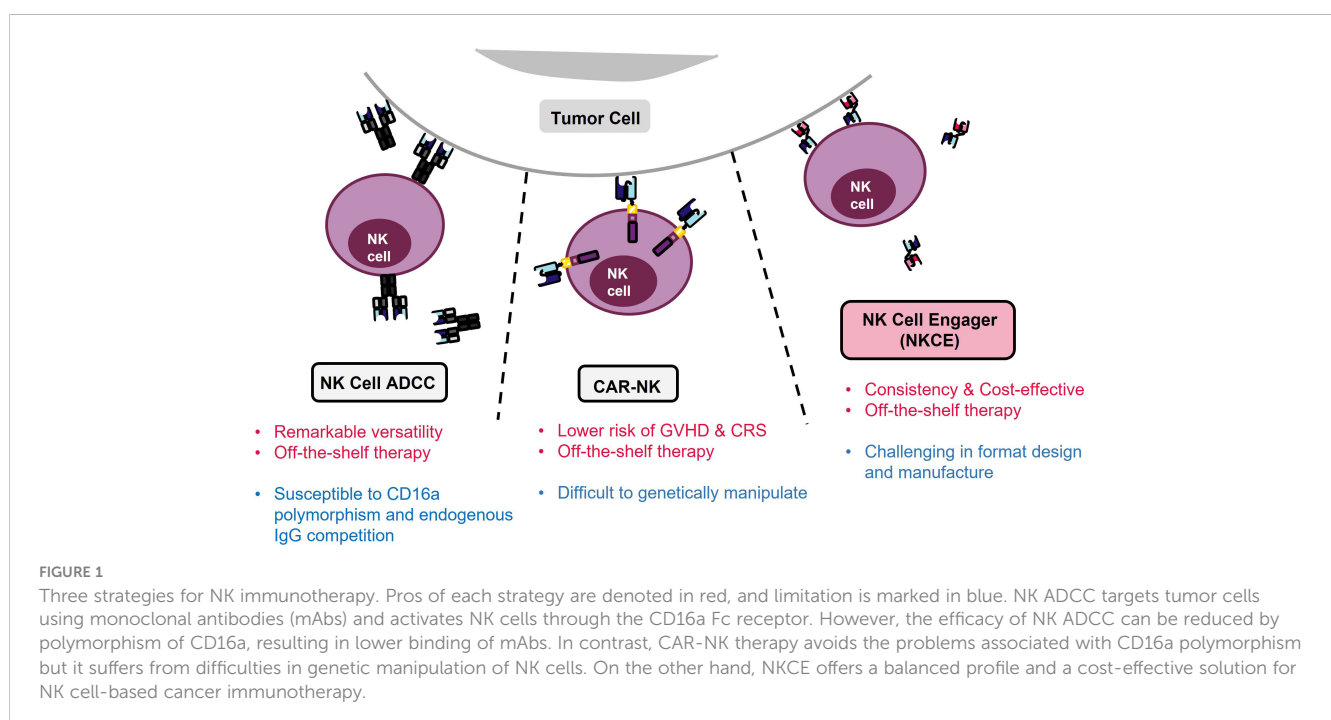 Tumor Cell
NK
cell
NK
cell
NK
cell
NK Cell ADCC
• Remarkable versatility
• Off-the-shelf therapy
• Susceptible to CD16a
polymorphism and endogenous
IgG competition
CAR-NK
• Lower risk of GVHD & CRS
• Off-the-shelf therapy
• Difficult to genetically manipulate
NK Cell Engager
(NKCE)
• Consistency & Cost-effective
• Off-the-shelf therapy
• Challenging in format design
and manufacture
FIGURE 1
Three strategies for NK immunotherapy. Pros of each strategy are denoted in red, and limitation is marked in blue. NK ADCC targets tumor cells
using monoclonal antibodies (mAbs) and activates NK cells through the CD16a Fc receptor. However, the efficacy of NK ADCC can be reduced by
polymorphism of CD16a, resulting in lower binding of mAbs. In contrast, CAR-NK therapy avoids the problems associated with CD16a polymorphism
but it suffers from difficulties in genetic manipulation of NK cells. On the other hand, NKCE offers a balanced profile and a cost-effective solution for
NK cell-based cancer immunotherapy.